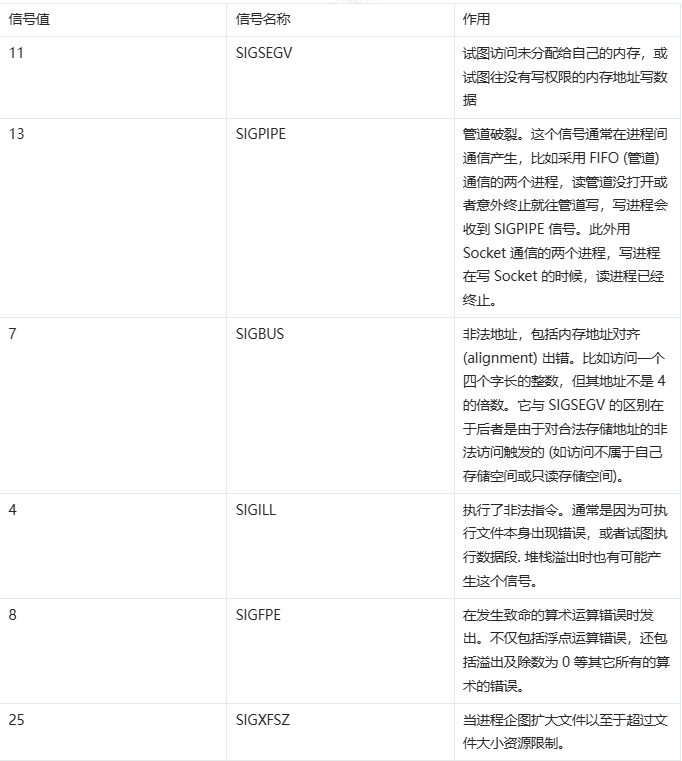 信号值 信号名称 作用
11 SIGSEGV 试图访问未分配给自己的内存，或
试图往没有写权限的内存地址写数
据
13 SIGPIPE 管道破裂。这个信号通常在进程间
通信产生，比如采用 FIFO (管道)
通信的两个进程，读管道没打开或
者意外终止就往管道写，写进程会
收到 SIGPIPE 信号。此外用
Socket 通信的两个进程，写进程
在写 Socket 的时候，读进程已经
终止。
7 SIGBUS 非法地址，包括内存地址对齐
(alignment) 出错。比如访问一个
四个字长的整数，但其地址不是 4
的倍数。它与 SIGSEGV 的区别在
于后者是由于对合法存储地址的非
法访问触发的 (如访问不属于自己
存储空间或只读存储空间)。
4 SIGILL 执行了非法指令。通常是因为可执
行文件本身出现错误，或者试图执
行数据段. 堆栈溢出时也有可能产
生这个信号。
8 SIGFPE 在发生致命的算术运算错误时发
出。不仅包括浮点运算错误，还包
括溢出及除数为 0 等其它所有的算
术的错误。
25 SIGXFSZ 当进程企图扩大文件以至于超过文
件大小资源限制。